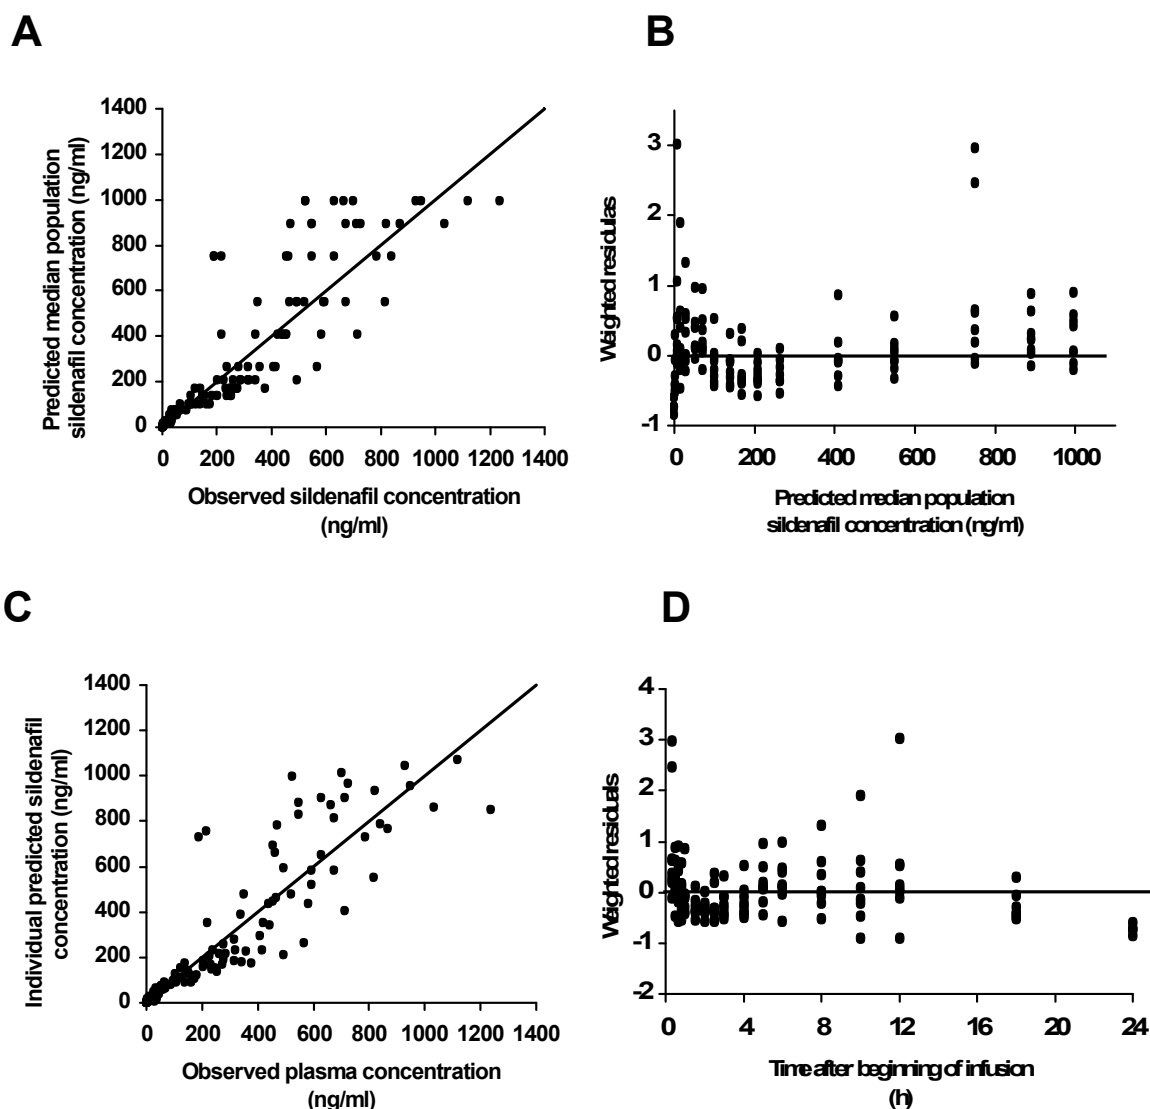 A
B
1400
1200
1000
800
600
400
200
0
Predicted median population
sildenafil concentration (ng/ml)
0 200 400 600 800 1000 1200 1400
Observed sildenafil concentration
(ng/ml)
3
2
1
0
-1
Weighted residulas
0 200 400 600 800 1000
Predicted median population
sildenafil concentration (ng/ml)
C
D
1400
1200
1000
800
600
400
200
0
Individual predicted sildenafil
concentration (ng/ml)
0 200 400 600 800 1000 1200 1400
Observed plasma concentration
(ng/ml)
4
3
2
1
0
-1
-2
Weighted residuals
0 4 8 12 16 20 24
Time after beginning of infusion
(h)